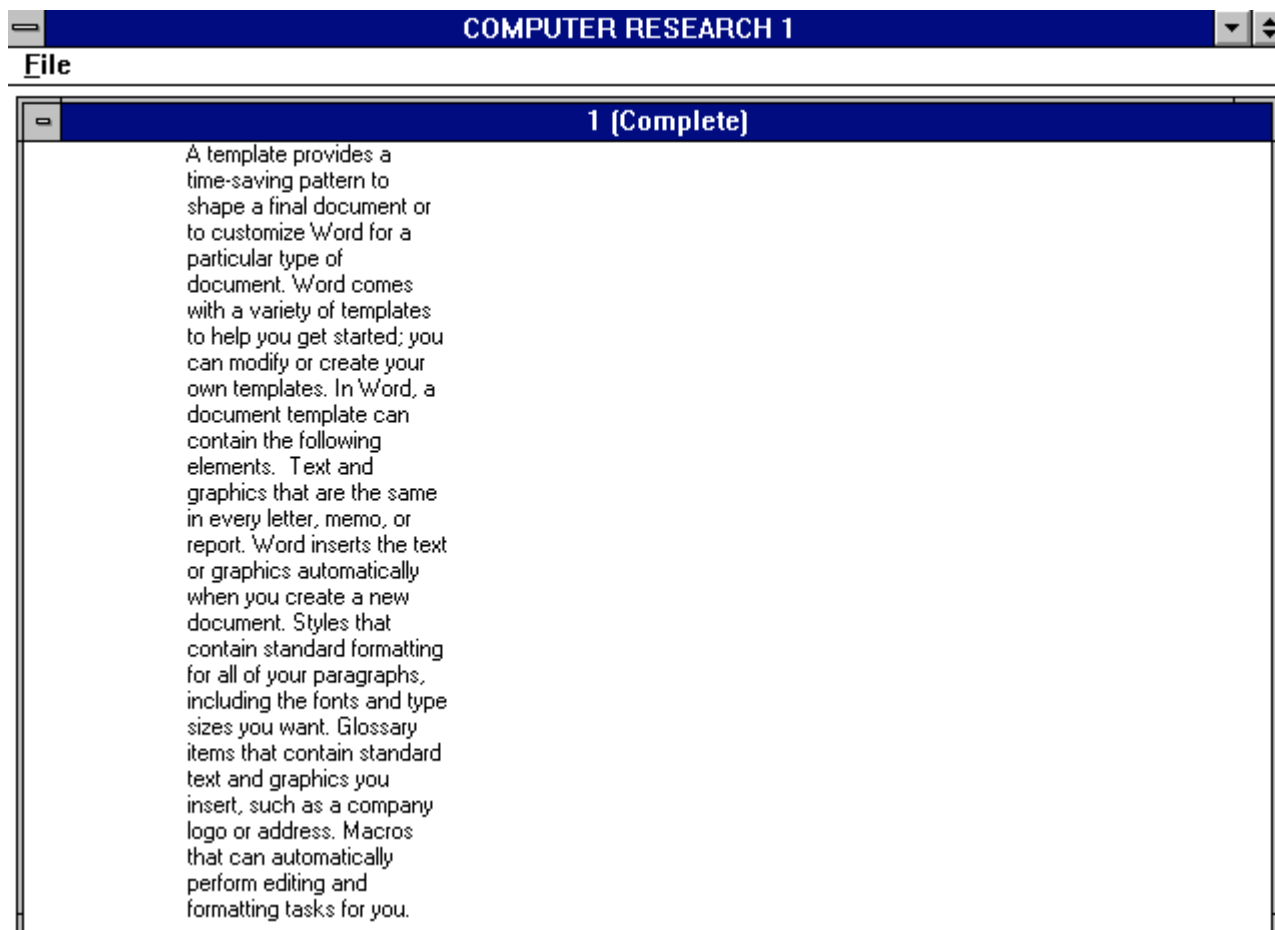 COMPUTER RESEARCH 1
File
1 (Complete)
A template provides a
time-saving pattern to
shape a final document or
to customize Word for a
particular type of
document. Word comes
with a variety of templates
to help you get started; you
can modify or create your
own templates. In Word, a
document template can
contain the following
elements.  Text and
graphics that are the same
in every letter, memo, or
report. Word inserts the text
or graphics automatically
when you create a new
document. Styles that
contain standard formatting
for all of your paragraphs,
including the fonts and type
sizes you want. Glossary
items that contain standard
text and graphics you
insert, such as a company
logo or address. Macros
that can automatically
perform editing and
formatting tasks for you.